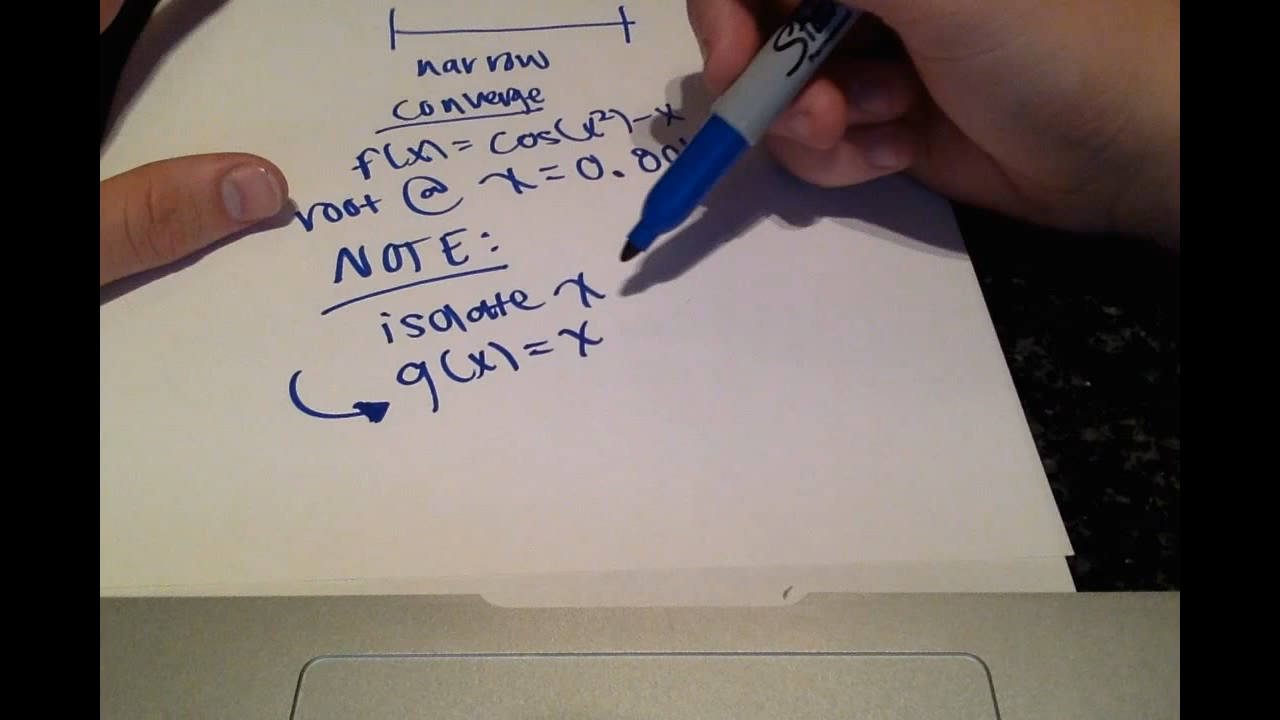 narrow
converge
f(x) = cos(x²) - x
root @ x = 0.80
NOTE:
isolate x
g(x) = x